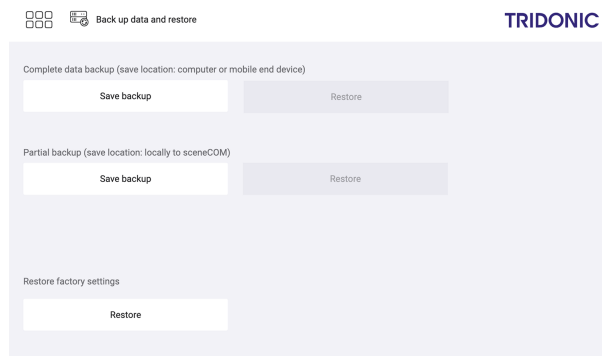 Back up data and restore
TRIDONIC
Complete data backup (save location: computer or mobile end device)
Save backup
Restore
Partial backup (save location: locally to sceneCOM)
Save backup
Restore
Restore factory settings
Restore